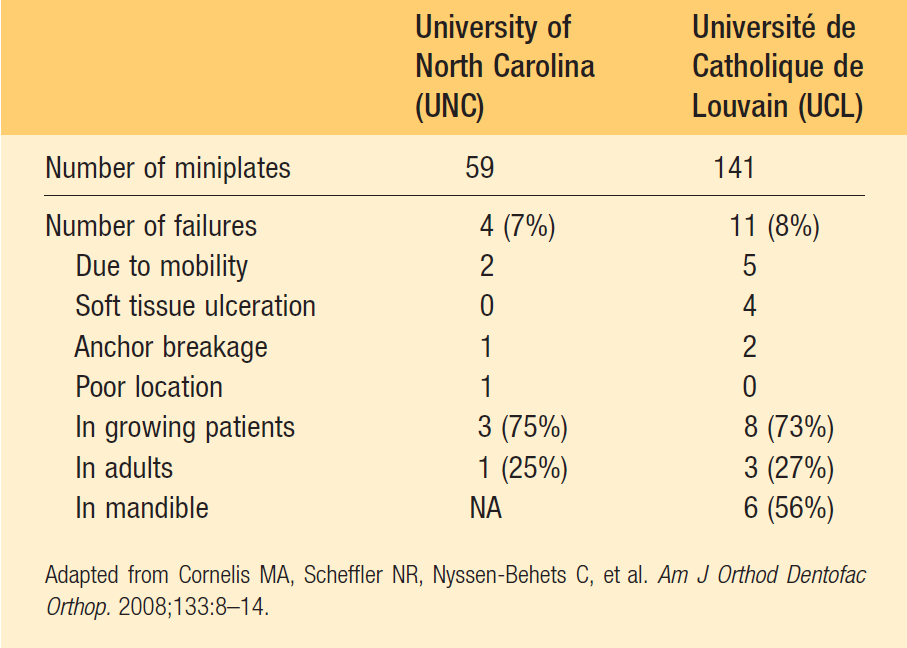 University of North Carolina (UNC) Université de Catholique de Louvain (UCL)
Number of miniplates 59 141
Number of failures 4 (7%) 11 (8%)
Due to mobility 2 5
Soft tissue ulceration 0 4
Anchor breakage 1 2
Poor location 1 0
In growing patients 3 (75%) 8 (73%)
In adults 1 (25%) 3 (27%)
In mandible NA 6 (56%)
Adapted from Cornelis MA, Scheffler NR, Nyssen-Behets C, et al. Am J Orthod Dentofac
Orthop. 2008;133:8–14.